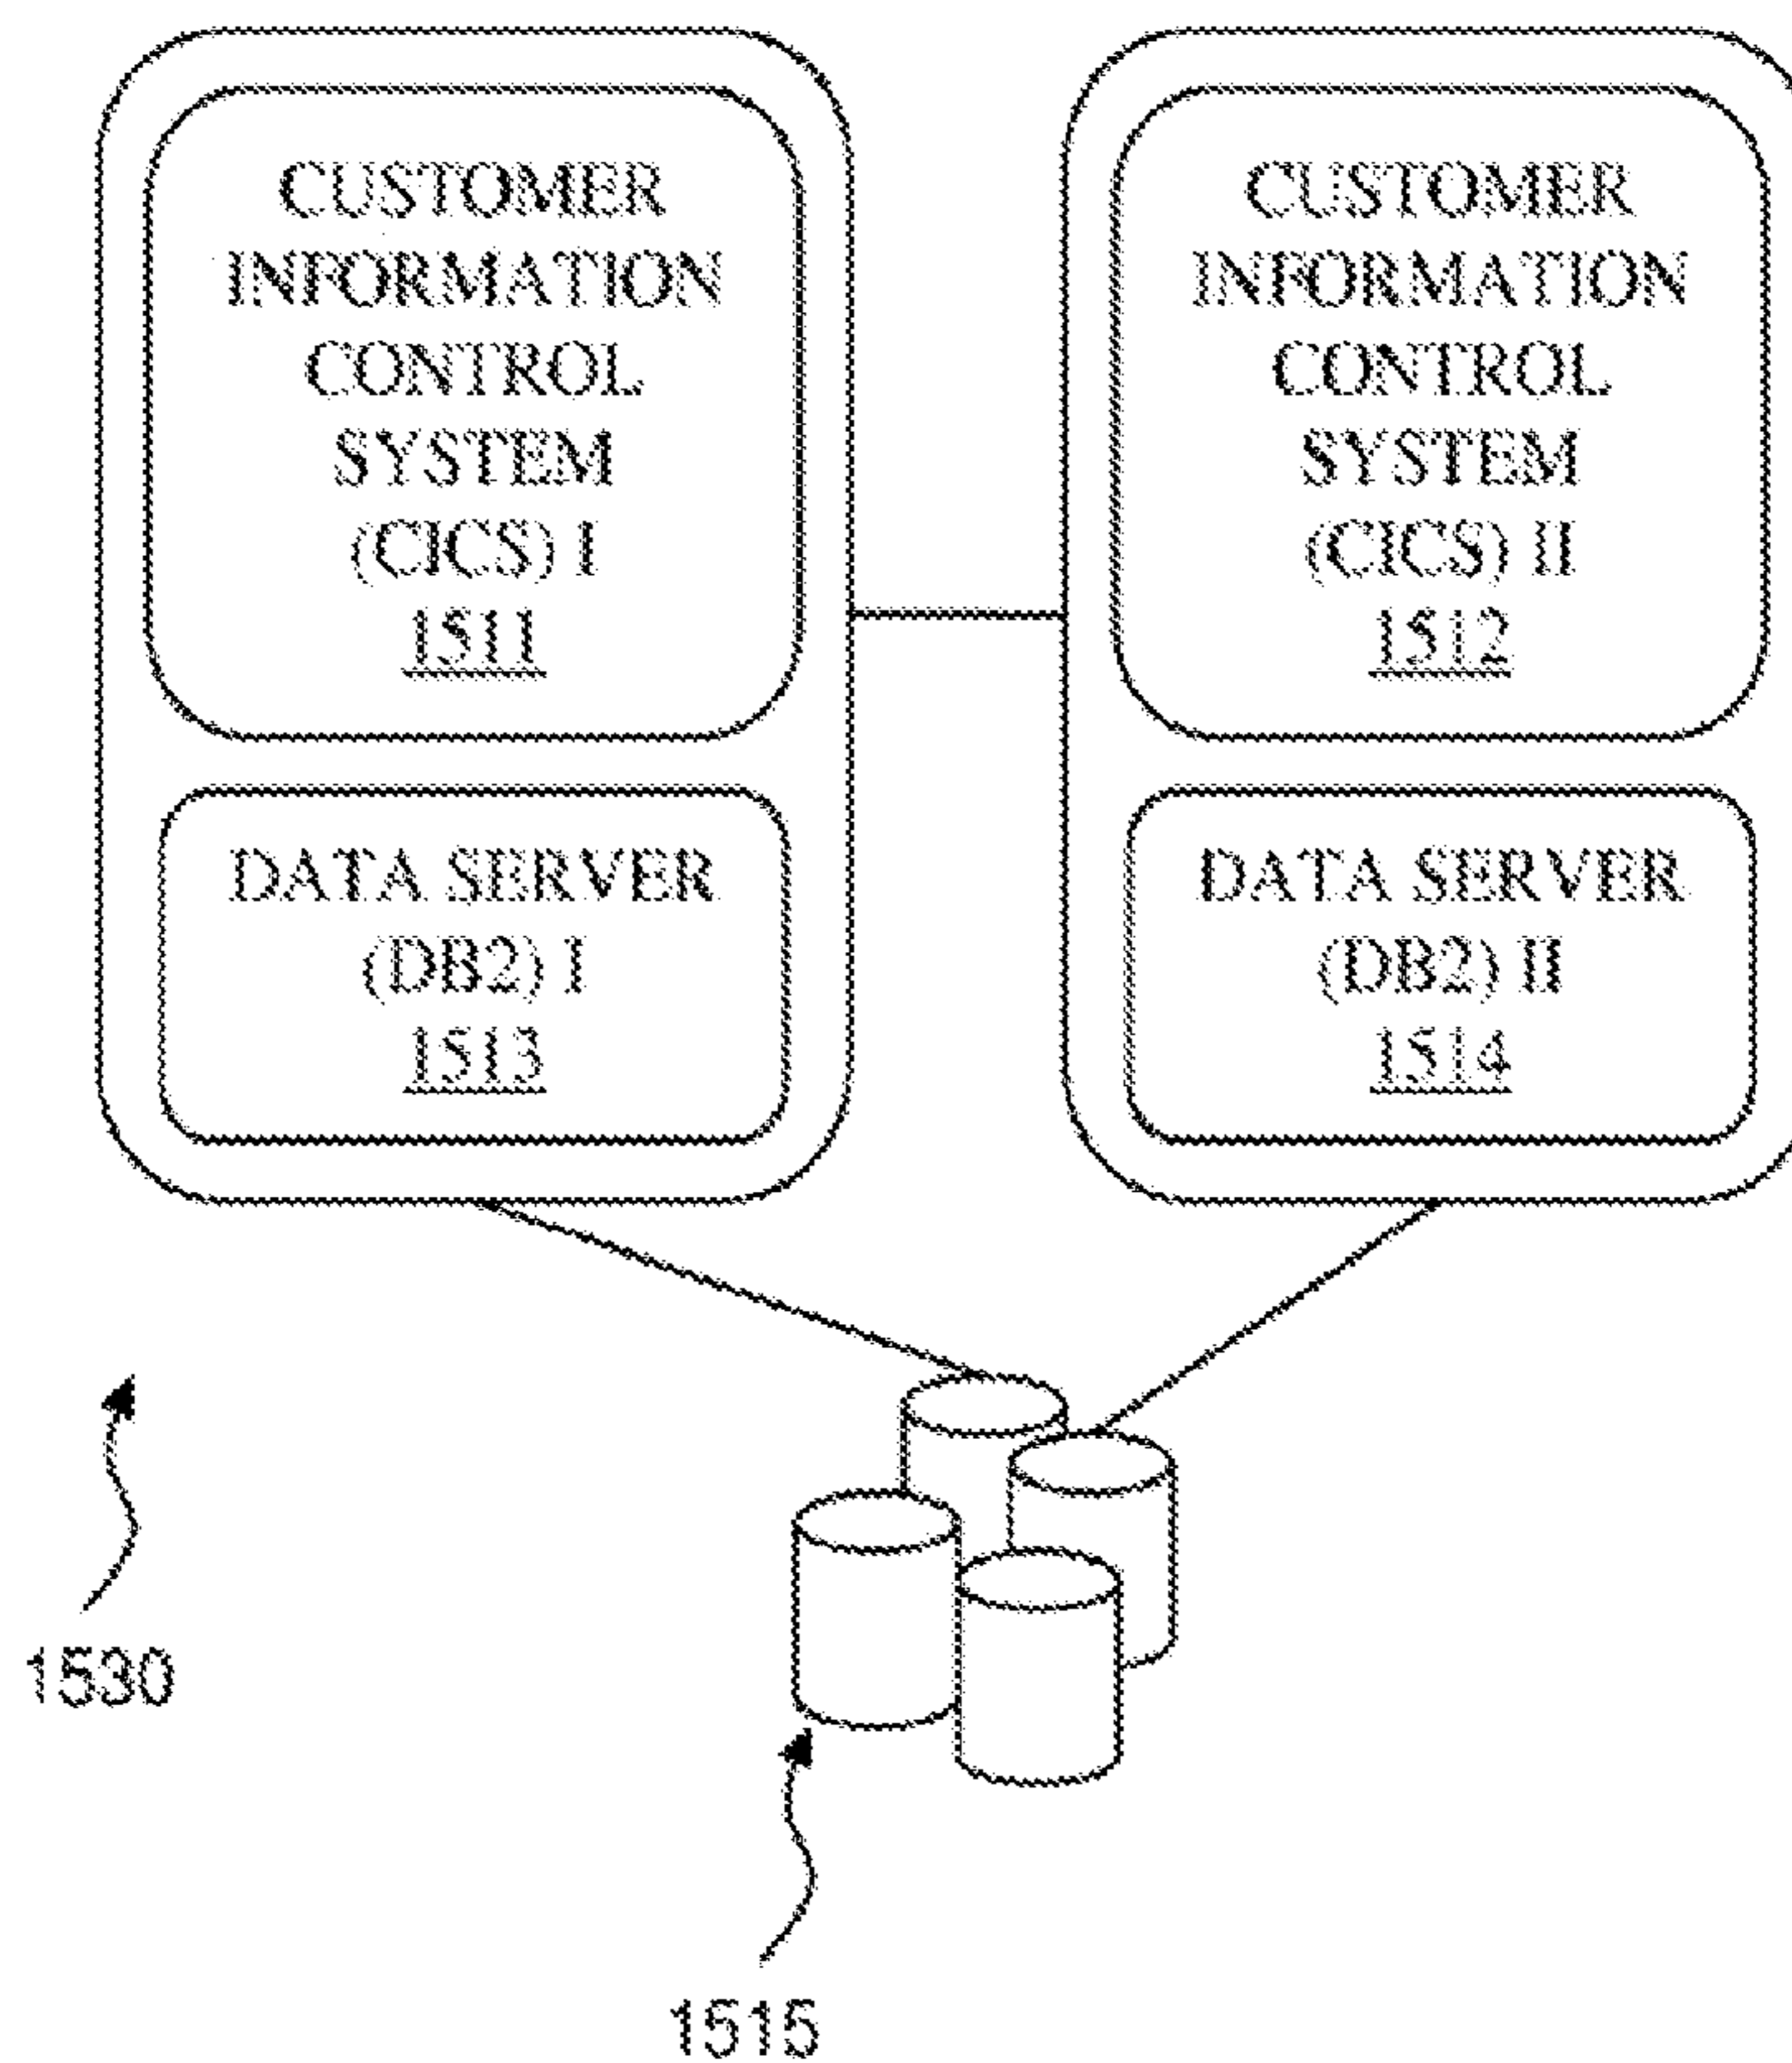 CUSTOMER
INFORMATION
CONTROL
SYSTEM
(CICS) I
1511
DATA SERVER
(DB2) I
1513
CUSTOMER
INFORMATION
CONTROL
SYSTEM
(CICS) II
1512
DATA SERVER
(DB2) II
1514
1530
1515